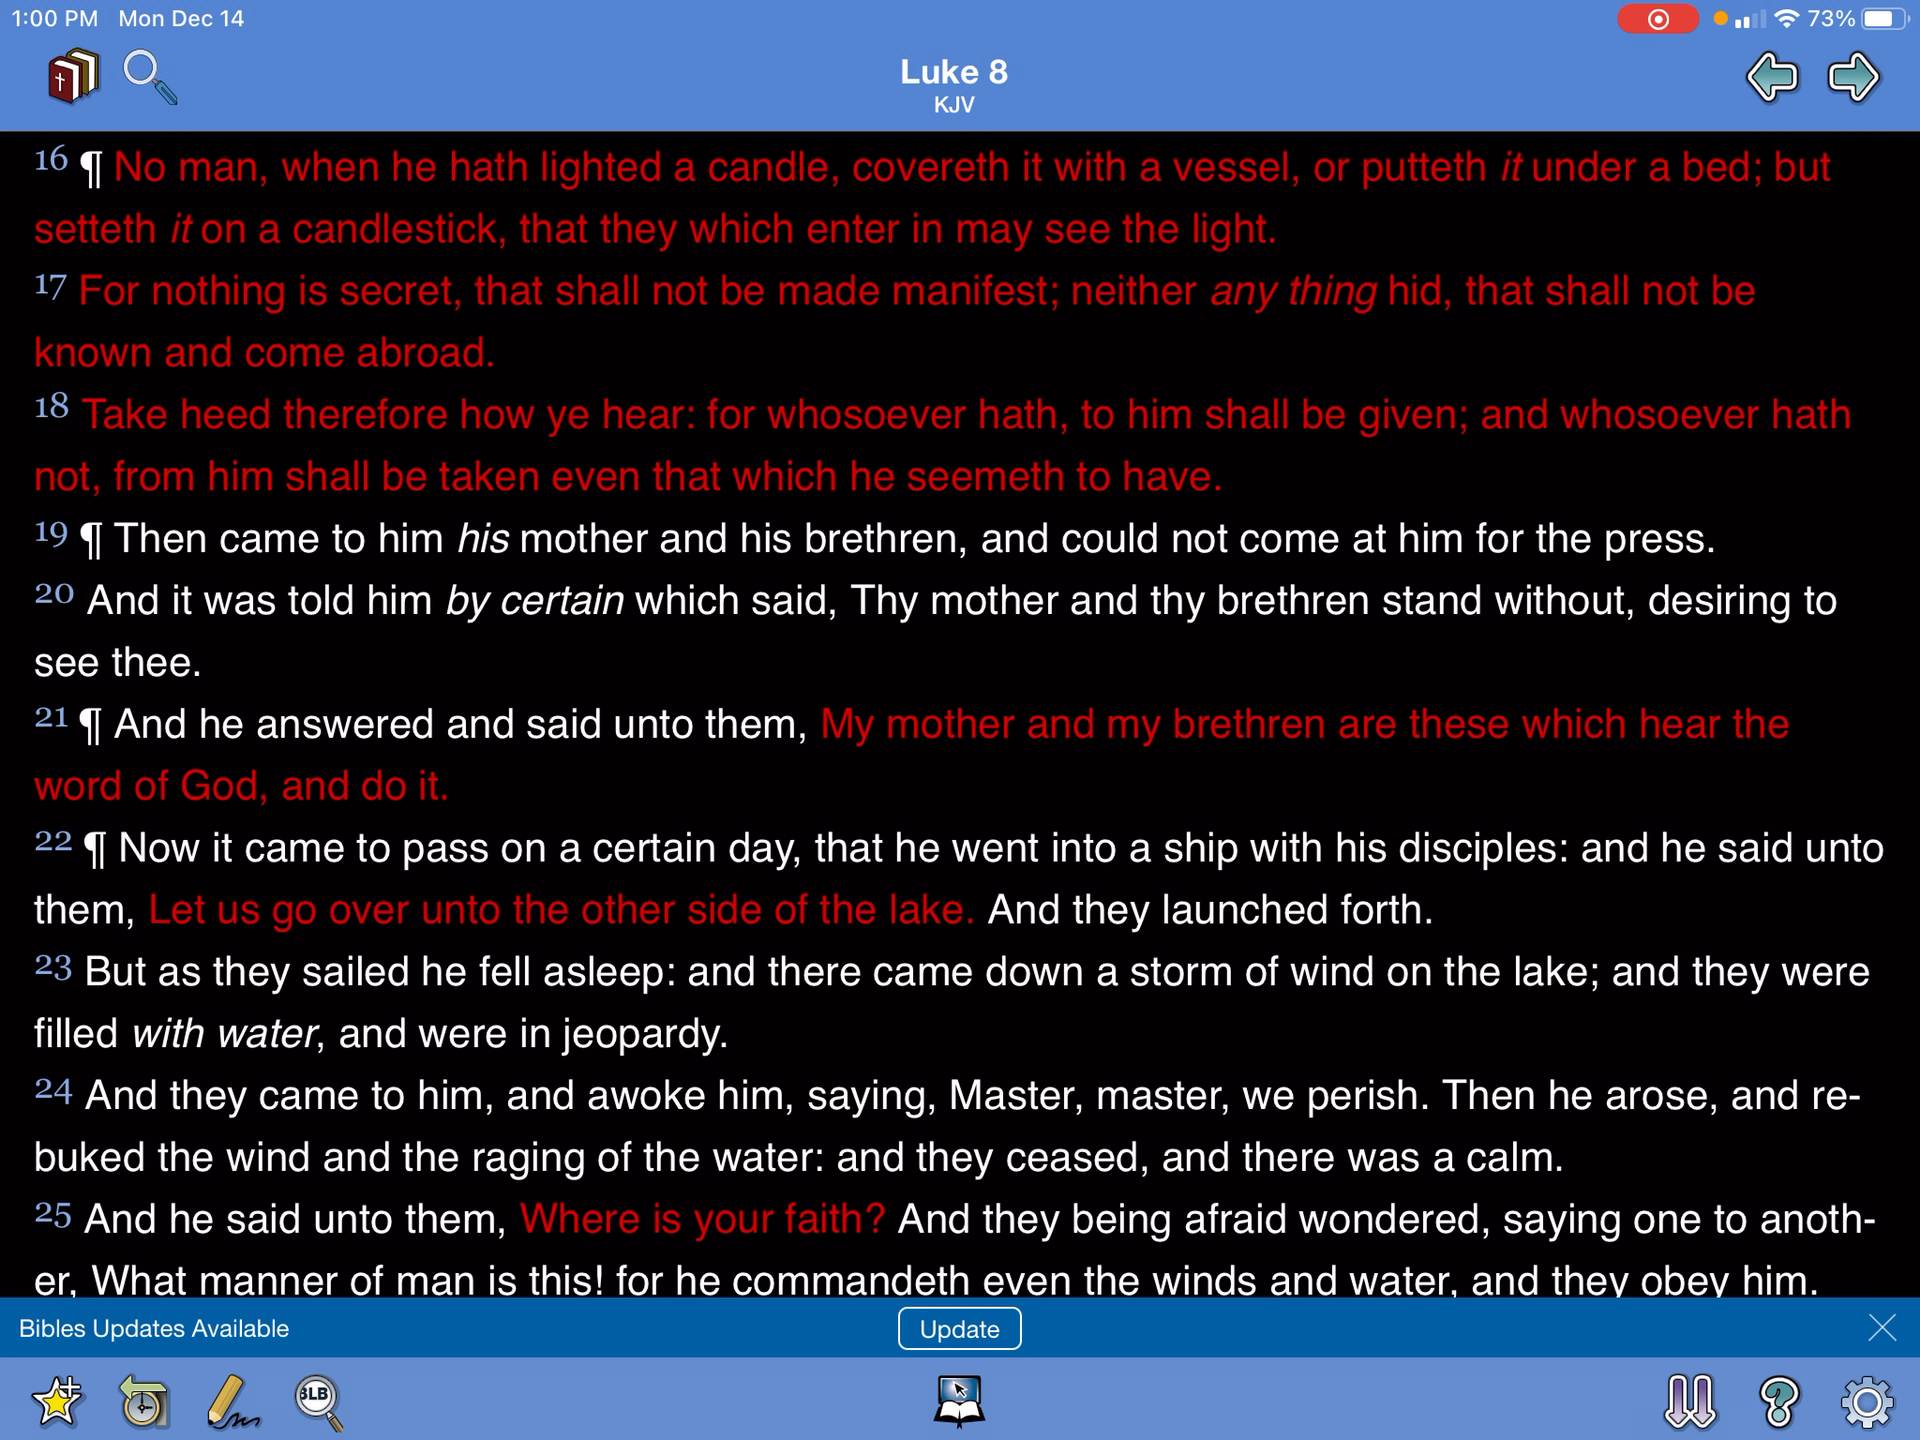 1:00 PM Mon Dec 14
73%
Luke 8
KJV
16 ¶ No man, when he hath lighted a candle, covereth it with a vessel, or putteth it under a bed; but
setteth it on a candlestick, that they which enter in may see the light.
17 For nothing is secret, that shall not be made manifest; neither any thing hid, that shall not be
known and come abroad.
18 Take heed therefore how ye hear: for whosoever hath, to him shall be given; and whosoever hath
not, from him shall be taken even that which he seemeth to have.
19 ¶ Then came to him his mother and his brethren, and could not come at him for the press.
20 And it was told him by certain which said, Thy mother and thy brethren stand without, desiring to
see thee.
21 ¶ And he answered and said unto them, My mother and my brethren are these which hear the
word of God, and do it.
22 ¶ Now it came to pass on a certain day, that he went into a ship with his disciples: and he said unto
them, Let us go over unto the other side of the lake. And they launched forth.
23 But as they sailed he fell asleep: and there came down a storm of wind on the lake; and they were
filled with water, and were in jeopardy.
24 And they came to him, and awoke him, saying, Master, master, we perish. Then he arose, and re-
buked the wind and the raging of the water: and they ceased, and there was a calm.
25 And he said unto them, Where is your faith? And they being afraid wondered, saying one to anoth-
er, What manner of man is this! for he commandeth even the winds and water, and they obey him.
Bibles Updates Available
Update
BLB